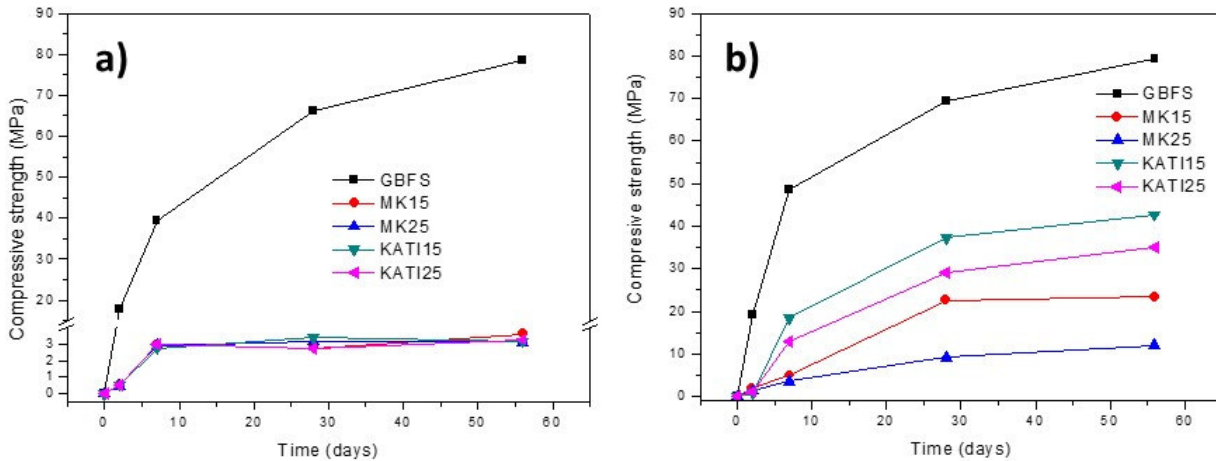 a)
Compressive strength (MPa)
90
80
70
60
50
40
30
20
3
2
1
0
GBFS
MK15
MK25
KATI15
KATI25
0 10 20 30 40 50 60
Time (days)
b)
Compresive strength (MPa)
90
80
70
60
50
40
30
20
10
0
GBFS
MK15
MK25
KATI15
KATI25
0 10 20 30 40 50 60
Time (days)